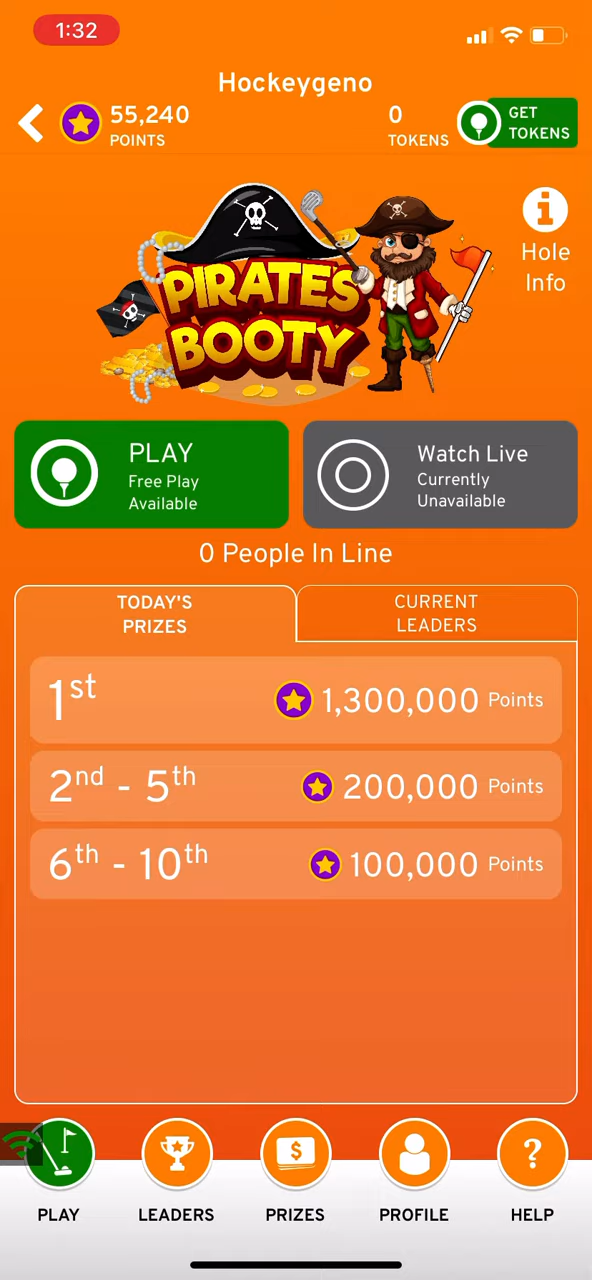 1:32
Hockeygeno
55,240
POINTS
0
TOKENS
GET
TOKENS
PIRATES
BOOTY
Hole
Info
PLAY
Free Play
Available
Watch Live
Currently
Unavailable
0 People In Line
TODAY'S
PRIZES
CURRENT
LEADERS
1st 1,300,000 Points
2nd - 5th 200,000 Points
6th - 10th 100,000 Points
PLAY LEADERS PRIZES PROFILE HELP